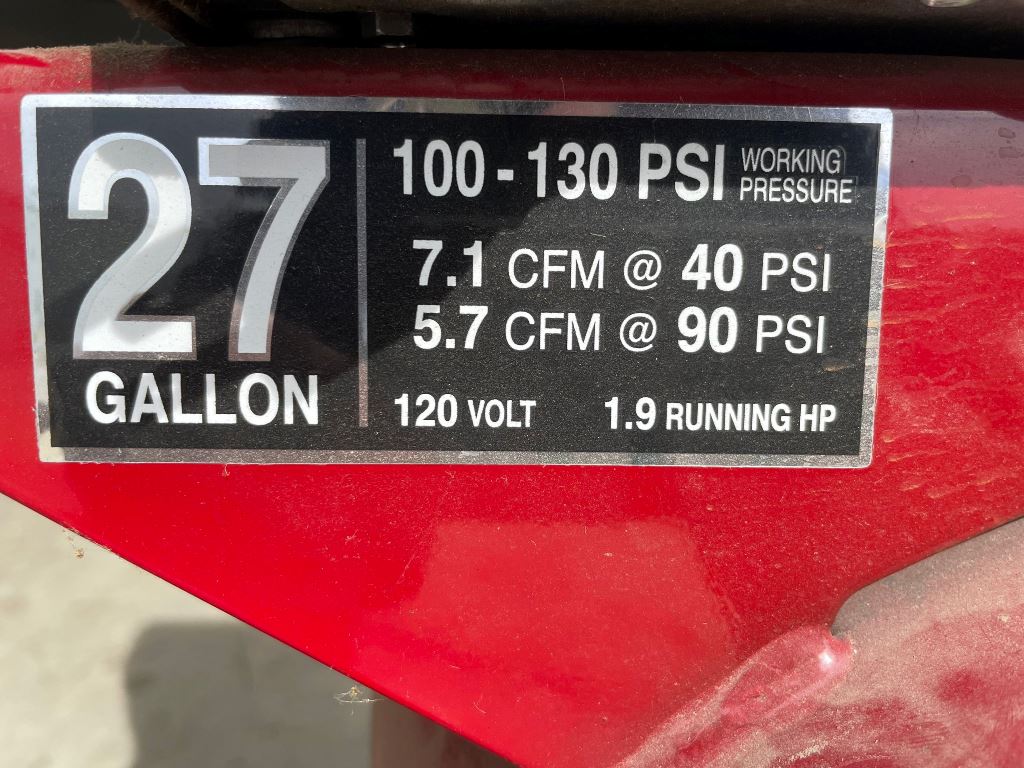 27
GALLON
100 - 130 PSI WORKING PRESSURE
7.1 CFM @ 40 PSI
5.7 CFM @ 90 PSI
120 VOLT 1.9 RUNNING HP